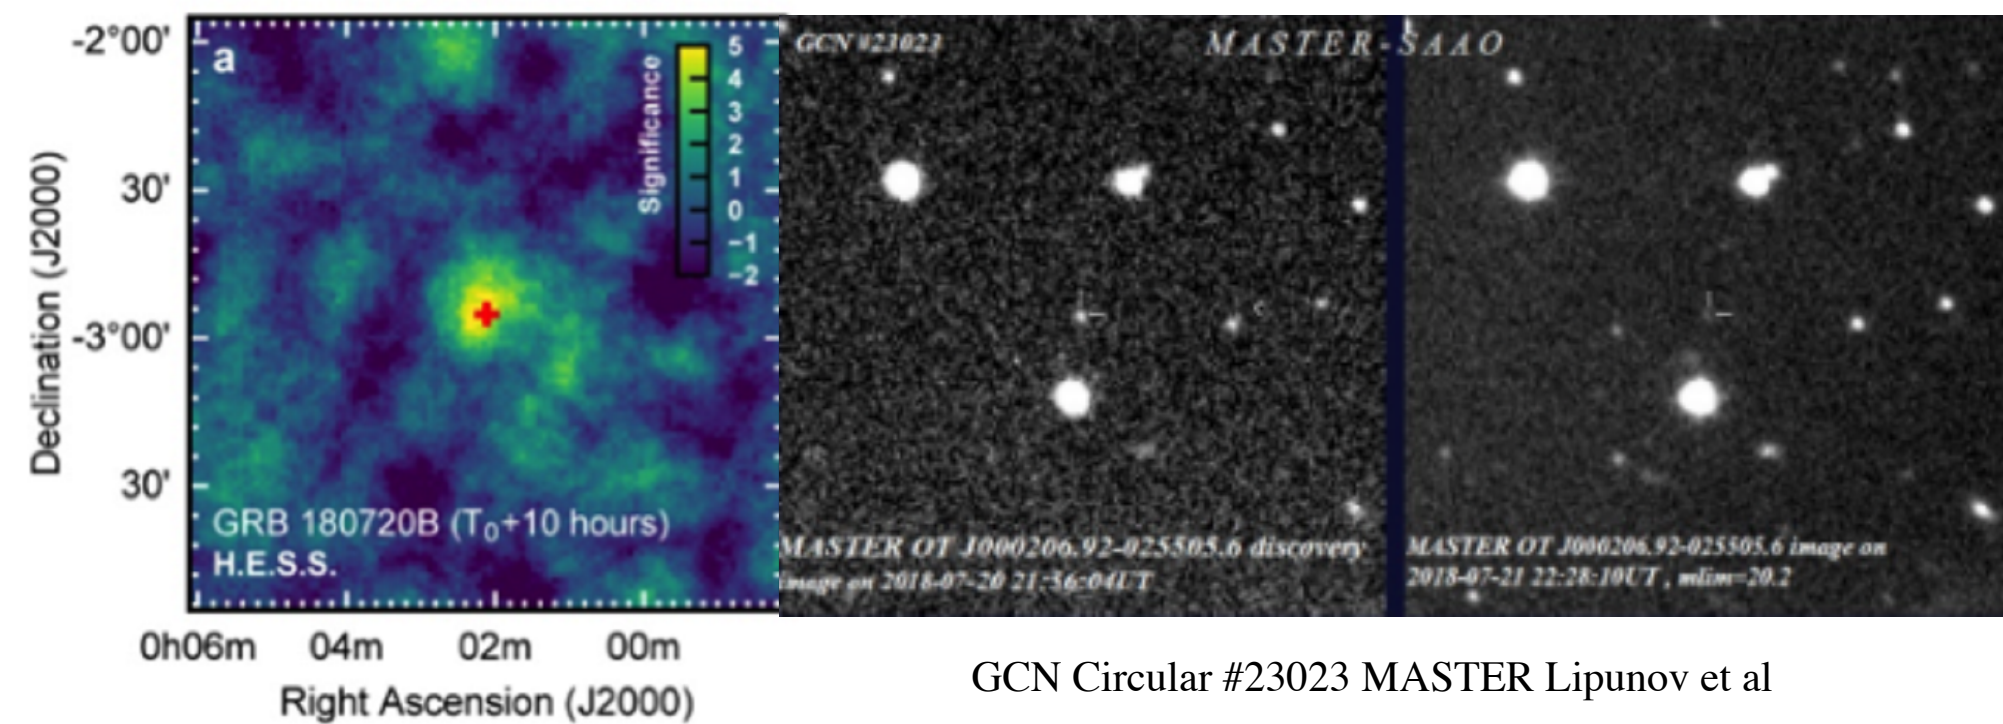 a
Significance
5
4
3
2
1
0
−1
−2
-2°00'
30'
-3°00'
30'
Declination (J2000)
GRB 180720B (T0+10 hours)
H.E.S.S.
0h06m 04m 02m 00m
Right Ascension (J2000)
GCN #23023
MASTER-SAAO
MASTER OT J000206.92-025505.6 discovery
image on 2018-07-20 21:56:04UT
MASTER OT J000206.92-025505.6 image on
2018-07-21 22:28:10UT , mlim=20.2
GCN Circular #23023 MASTER Lipunov et al